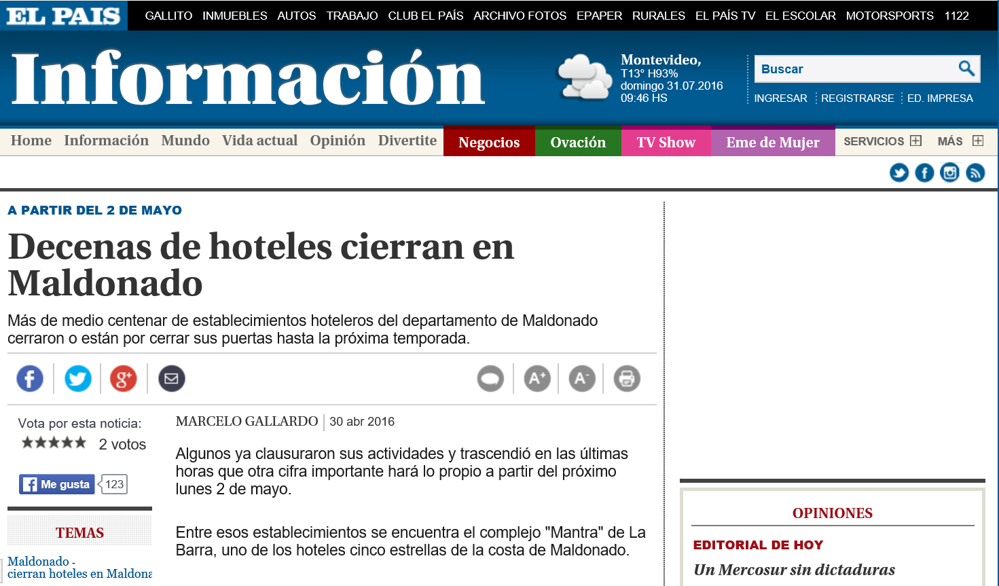 EL PAIS
GALLITO INMUEBLES AUTOS TRABAJO CLUB EL PAÍS ARCHIVO FOTOS EPAPER RURALES EL PAÍS TV EL ESCOLAR MOTORSPORTS 1122
Información
Montevideo,
T13° H93%
domingo 31.07.2016
09:46 HS
Buscar
INGRESAR REGISTRARSE ED. IMPRESA
Home Información Mundo Vida actual Opinión Divertite Negocios Ovación TV Show Eme de Mujer SERVICIOS MÁS
A PARTIR DEL 2 DE MAYO
Decenas de hoteles cierran en
Maldonado
Más de medio centenar de establecimientos hoteleros del departamento de Maldonado
cerraron o están por cerrar sus puertas hasta la próxima temporada.
A+ A-
Vota por esta noticia:
2 votos
Me gusta 123
TEMAS
Maldonado -
cierran hoteles en Maldona
MARCELO GALLARDO 30 abr 2016
Algunos ya clausuraron sus actividades y trascendió en las últimas
horas que otra cifra importante hará lo propio a partir del próximo
lunes 2 de mayo.
Entre esos establecimientos se encuentra el complejo "Mantra" de La
Barra, uno de los hoteles cinco estrellas de la costa de Maldonado.
OPINIONES
EDITORIAL DE HOY
Un Mercosur sin dictaduras